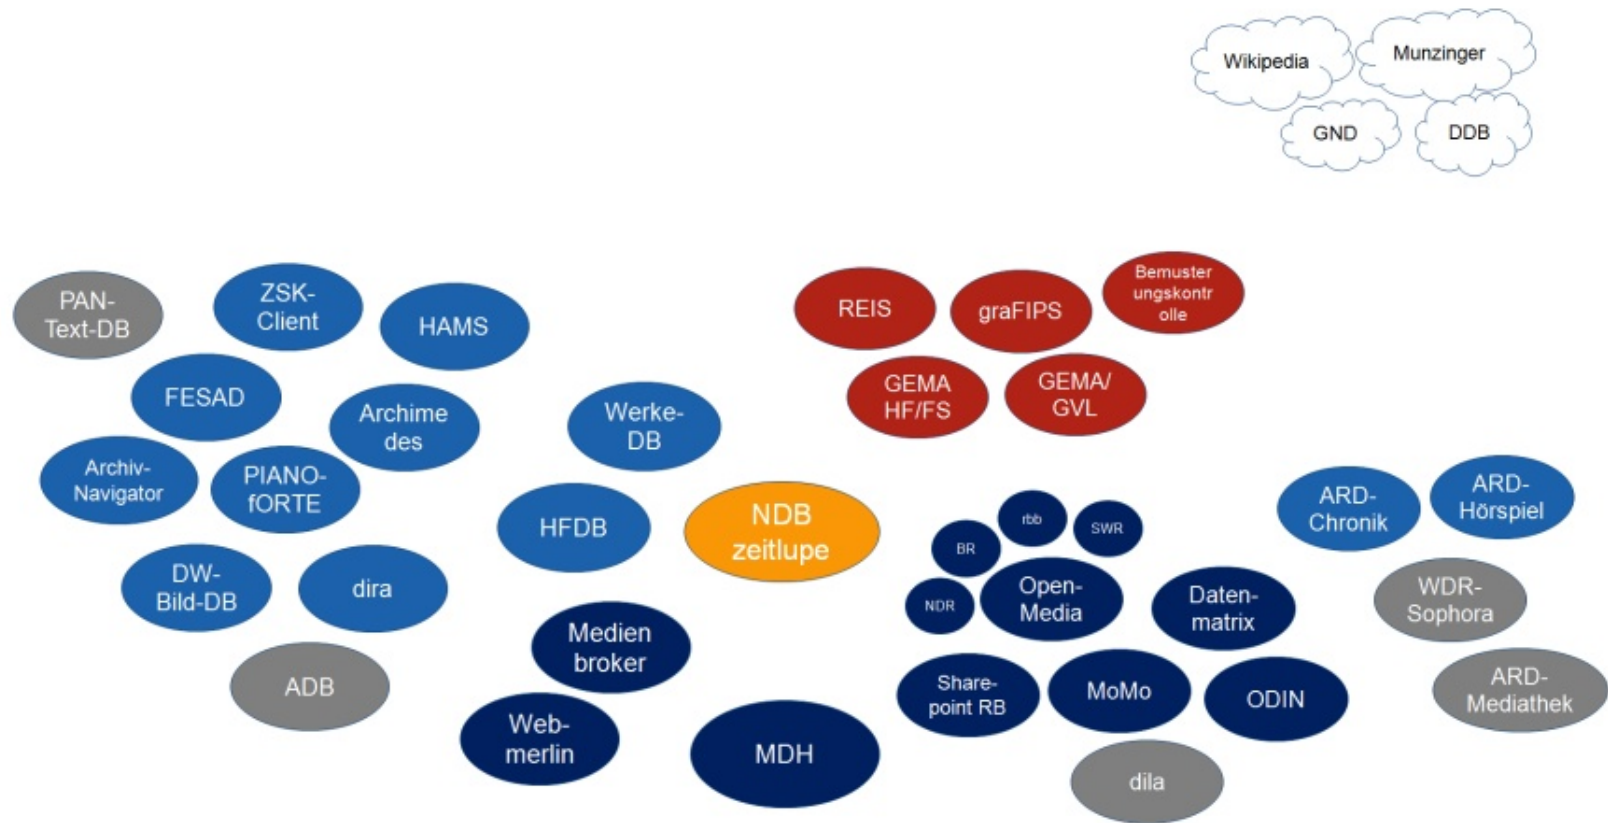 Wikipedia
Munzinger
GND
DDB
PAN-
Text-DB
ZSK-
Client
HAMS
FESAD
Archime
des
Archiv-
Navigator
PIANO-
fORTE
DW-
Bild-DB
dira
ADB
Werke-
DB
HFDB
NDB
zeitlupe
Medien
broker
Web-
merlin
MDH
REIS
graFIPS
Bemuster
ungskontr
olle
GEMA
HF/FS
GEMA/
GVL
rbb
SWR
BR
NDR
Open-
Media
Daten-
matrix
Share-
point RB
MoMo
ODIN
dila
ARD-
Chronik
ARD-
Hörspiel
WDR-
Sophora
ARD-
Mediathek